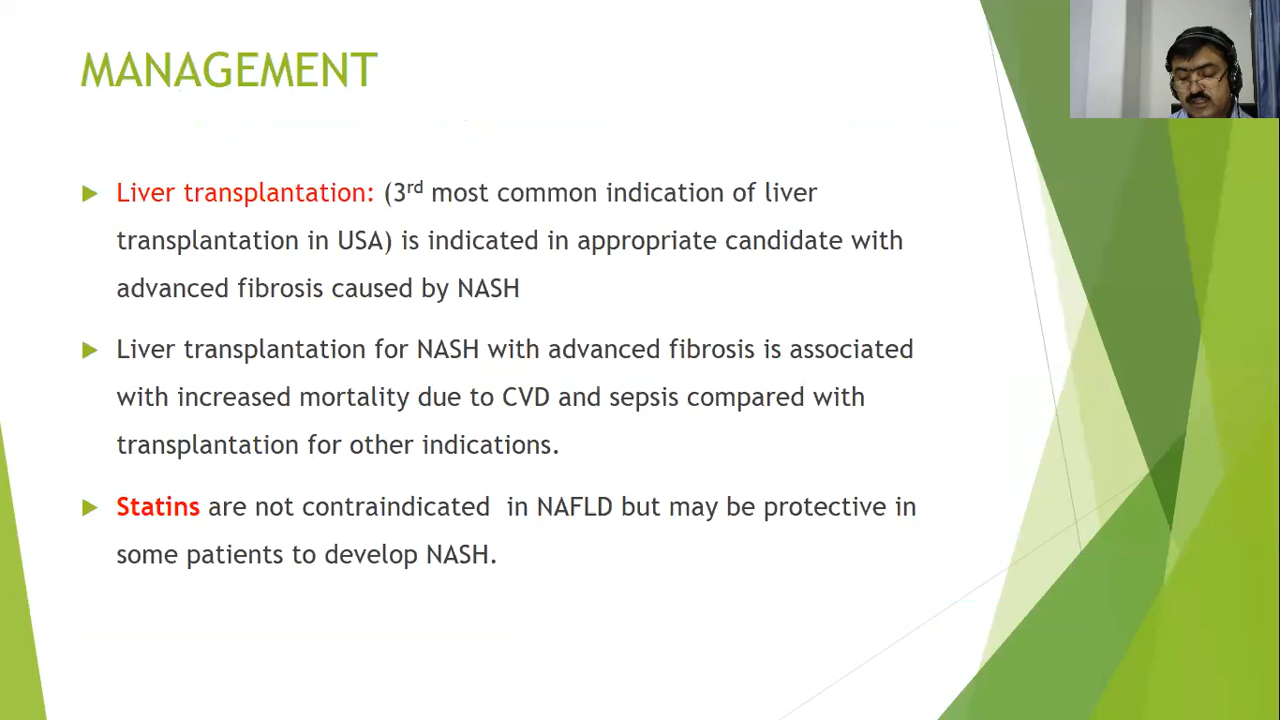 MANAGEMENT
Liver transplantation: (3rd most common indication of liver
transplantation in USA) is indicated in appropriate candidate with
advanced fibrosis caused by NASH
Liver transplantation for NASH with advanced fibrosis is associated
with increased mortality due to CVD and sepsis compared with
transplantation for other indications.
Statins are not contraindicated  in NAFLD but may be protective in
some patients to develop NASH.